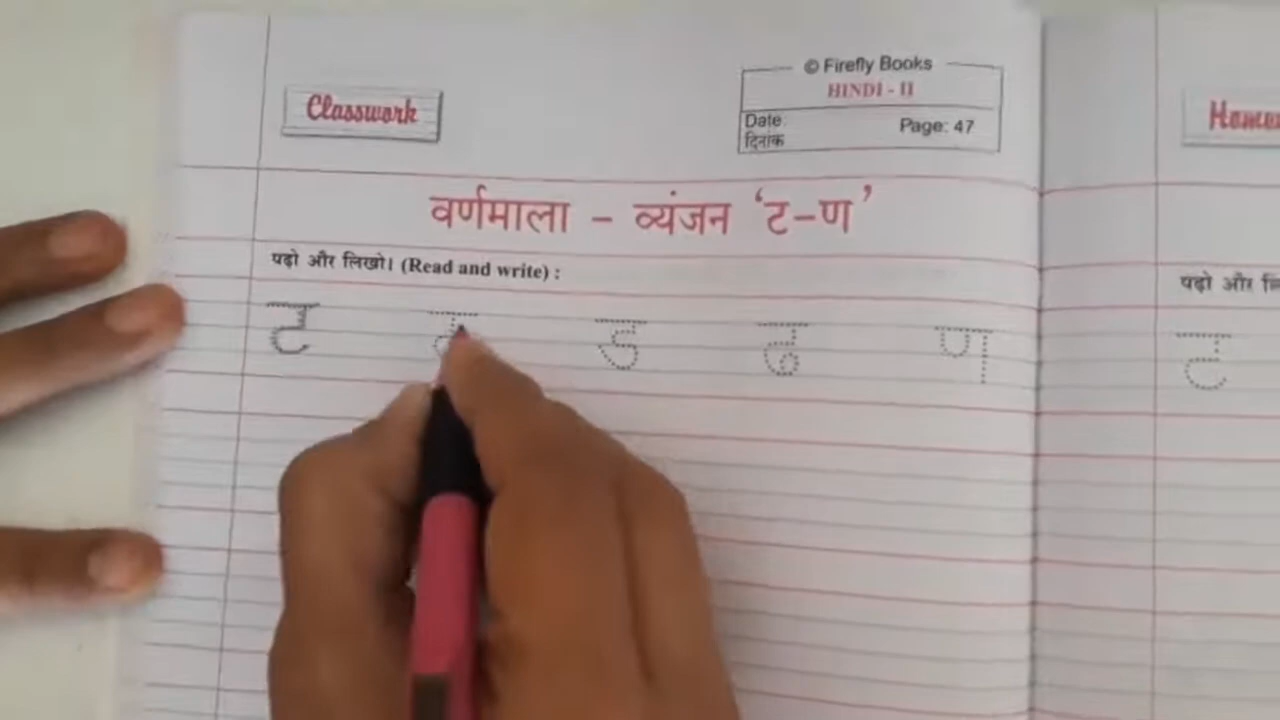 © Firefly Books
HINDI - II
Classwork
Date:
दिनांक
Page: 47
वर्णमाला - व्यंजन ‘ट-ण’
पढ़ो और लिखो। (Read and write) :
ट ड ढ ण
पढ़ो और
ट